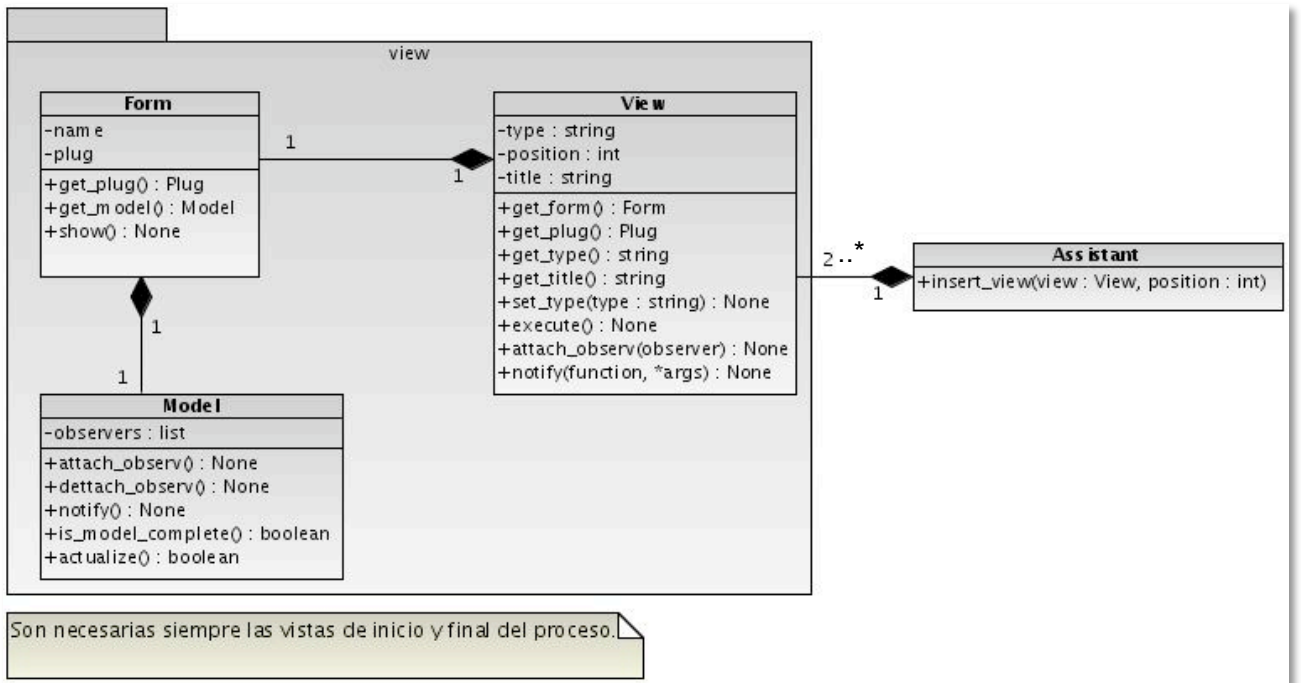 view
Form
-name
-plug
+get_plug() : Plug
+get_model() : Model
+show() : None
1
1
View
-type : string
-position : int
-title : string
+get_form() : Form
+get_plug() : Plug
+get_type() : string
+get_title() : string
+set_type(type : string) : None
+execute() : None
+attach_observ(observer) : None
+notify(function, *args) : None
2..*
1
Assistant
+insert_view(view : View, position : int)
1
1
Model
-observers : list
+attach_observ() : None
+dettach_observ() : None
+notify() : None
+is_model_complete() : boolean
+actualize() : boolean
Son necesarias siempre las vistas de inicio y final del proceso.